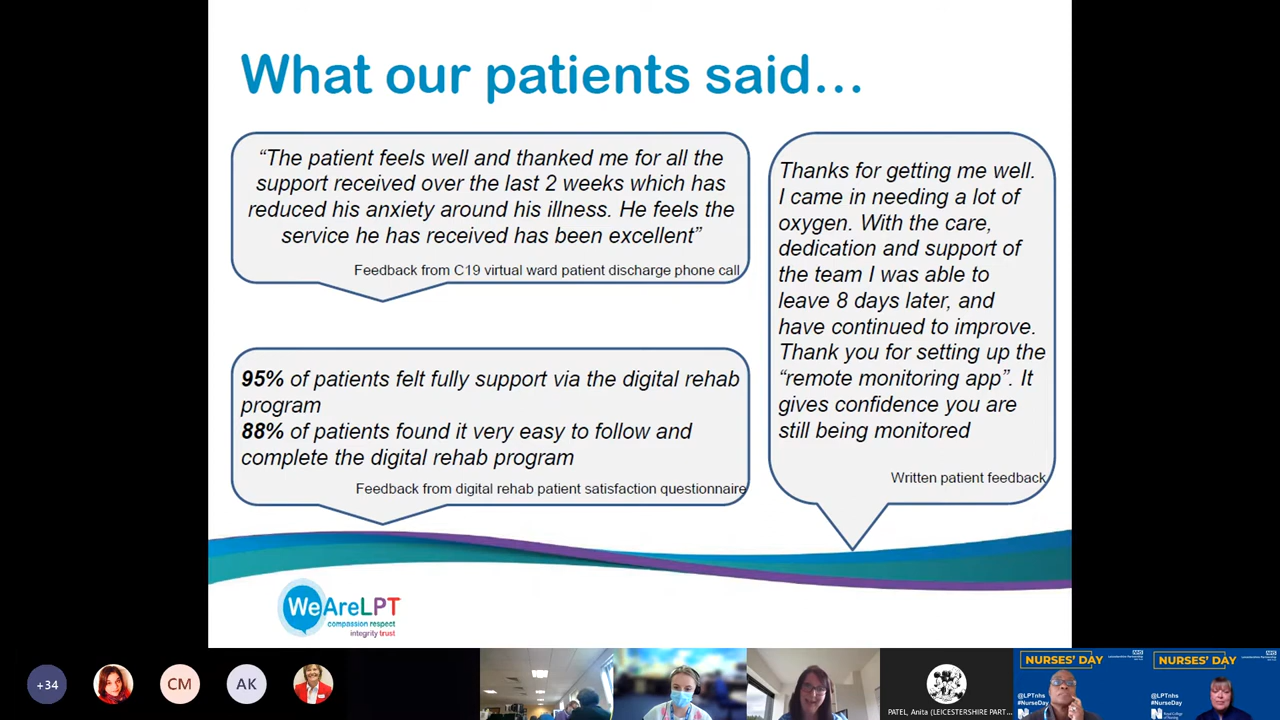 What our patients said...
“The patient feels well and thanked me for all the
support received over the last 2 weeks which has
reduced his anxiety around his illness. He feels the
service he has received has been excellent”
Feedback from C19 virtual ward patient discharge phone call
95% of patients felt fully support via the digital rehab
program
88% of patients found it very easy to follow and
complete the digital rehab program
Feedback from digital rehab patient satisfaction questionnaire
Thanks for getting me well.
I came in needing a lot of
oxygen. With the care,
dedication and support of
the team I was able to
leave 8 days later, and
have continued to improve.
Thank you for setting up the
“remote monitoring app”. It
gives confidence you are
still being monitored
Written patient feedback
WeAreLPT
compassion respect
integrity trust
+34
CM
AK
PATEL, Anita (LEICESTERSHIRE PART...
NURSES' DAY
NHS
@LPTnhs
#NurseDay
NURSES' DAY
NHS
@LPTnhs
#NurseDay